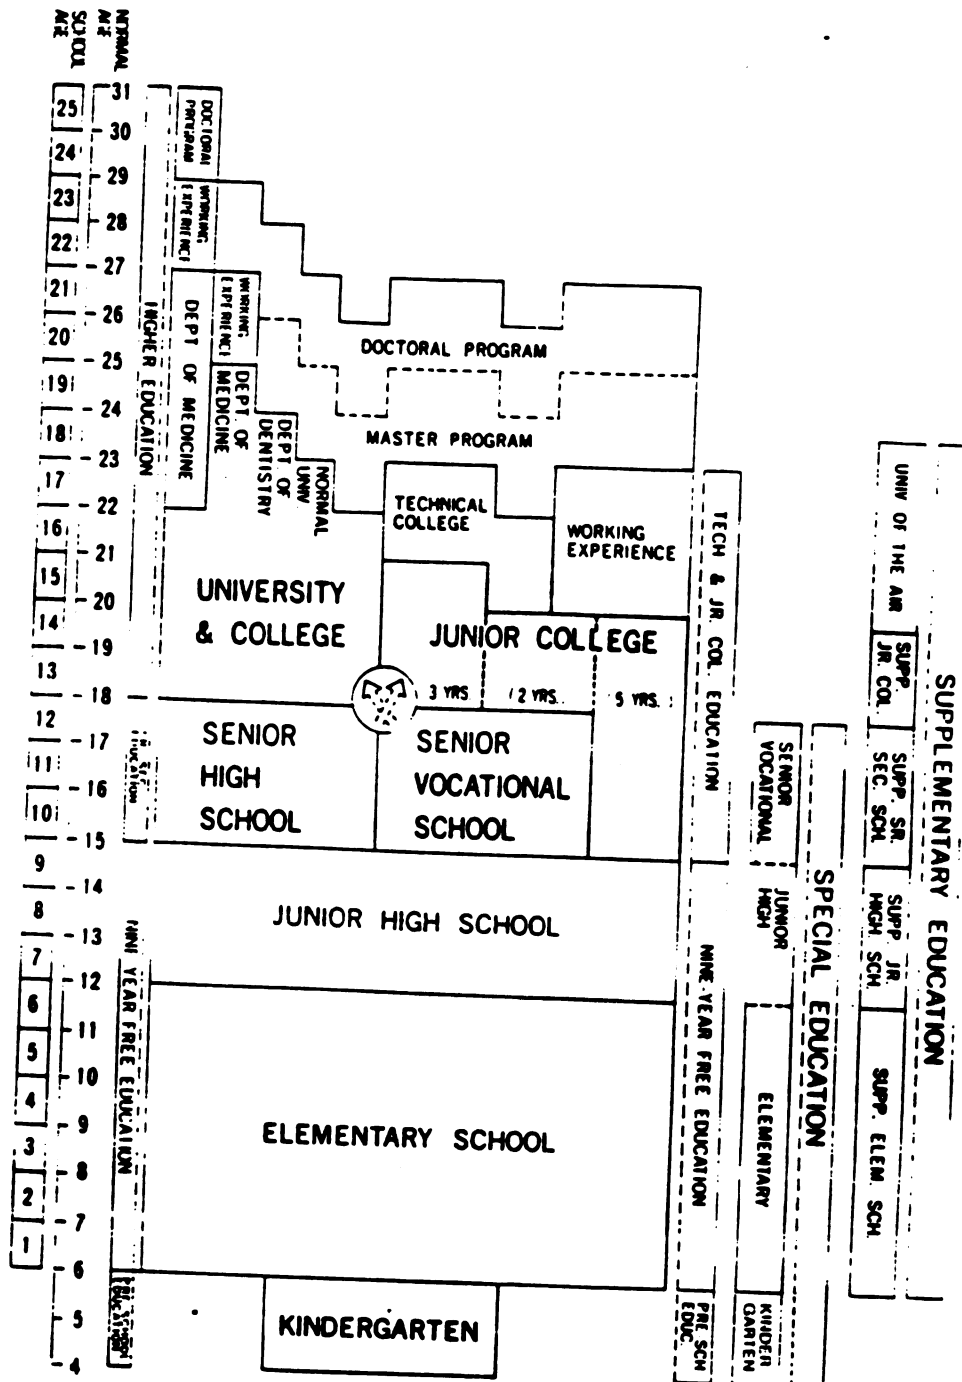 NORMAL AGE
SCHOOL AGE
31
30
29
28
27
26
25
24
23
22
21
20
19
18
17
16
15
14
13
12
11
10
9
8
7
6
5
4
25
24
23
22
21
20
19
18
17
16
15
14
13
12
11
10
9
8
7
6
5
4
3
2
1
HIGHER EDUCATION
EDUCATION
YEAR FREE EDUCATION
DOCTORAL PROGRAM
WORKING EXPERIENCE
DEPT OF MEDICINE
WORKING EXPERIENCE
DEPT. OF MEDICINE
DEPT OF DENTISTRY
NORMAL UNIV
DOCTORAL PROGRAM
MASTER PROGRAM
TECHNICAL
COLLEGE
WORKING
EXPERIENCE
UNIVERSITY
& COLLEGE
JUNIOR COLLEGE
3 YRS.
2 YRS.
5 YRS.
SENIOR
HIGH
SCHOOL
SENIOR
VOCATIONAL
SCHOOL
JUNIOR HIGH SCHOOL
ELEMENTARY SCHOOL
KINDERGARTEN
TECH & JR. COL. EDUCATION
NINE YEAR FREE EDUCATION
PRE SCH EDUC.
SENIOR VOCATIONAL
JUNIOR HIGH
ELEMENTARY
KINDER GARTEN
SPECIAL EDUCATION
UNIV OF THE AIR
SUPP. JR. COL.
SUPP. SR. SEC. SCH.
SUPP. JR. HIGH. SCH.
SUPP. ELEM. SCH.
SUPPLEMENTARY EDUCATION